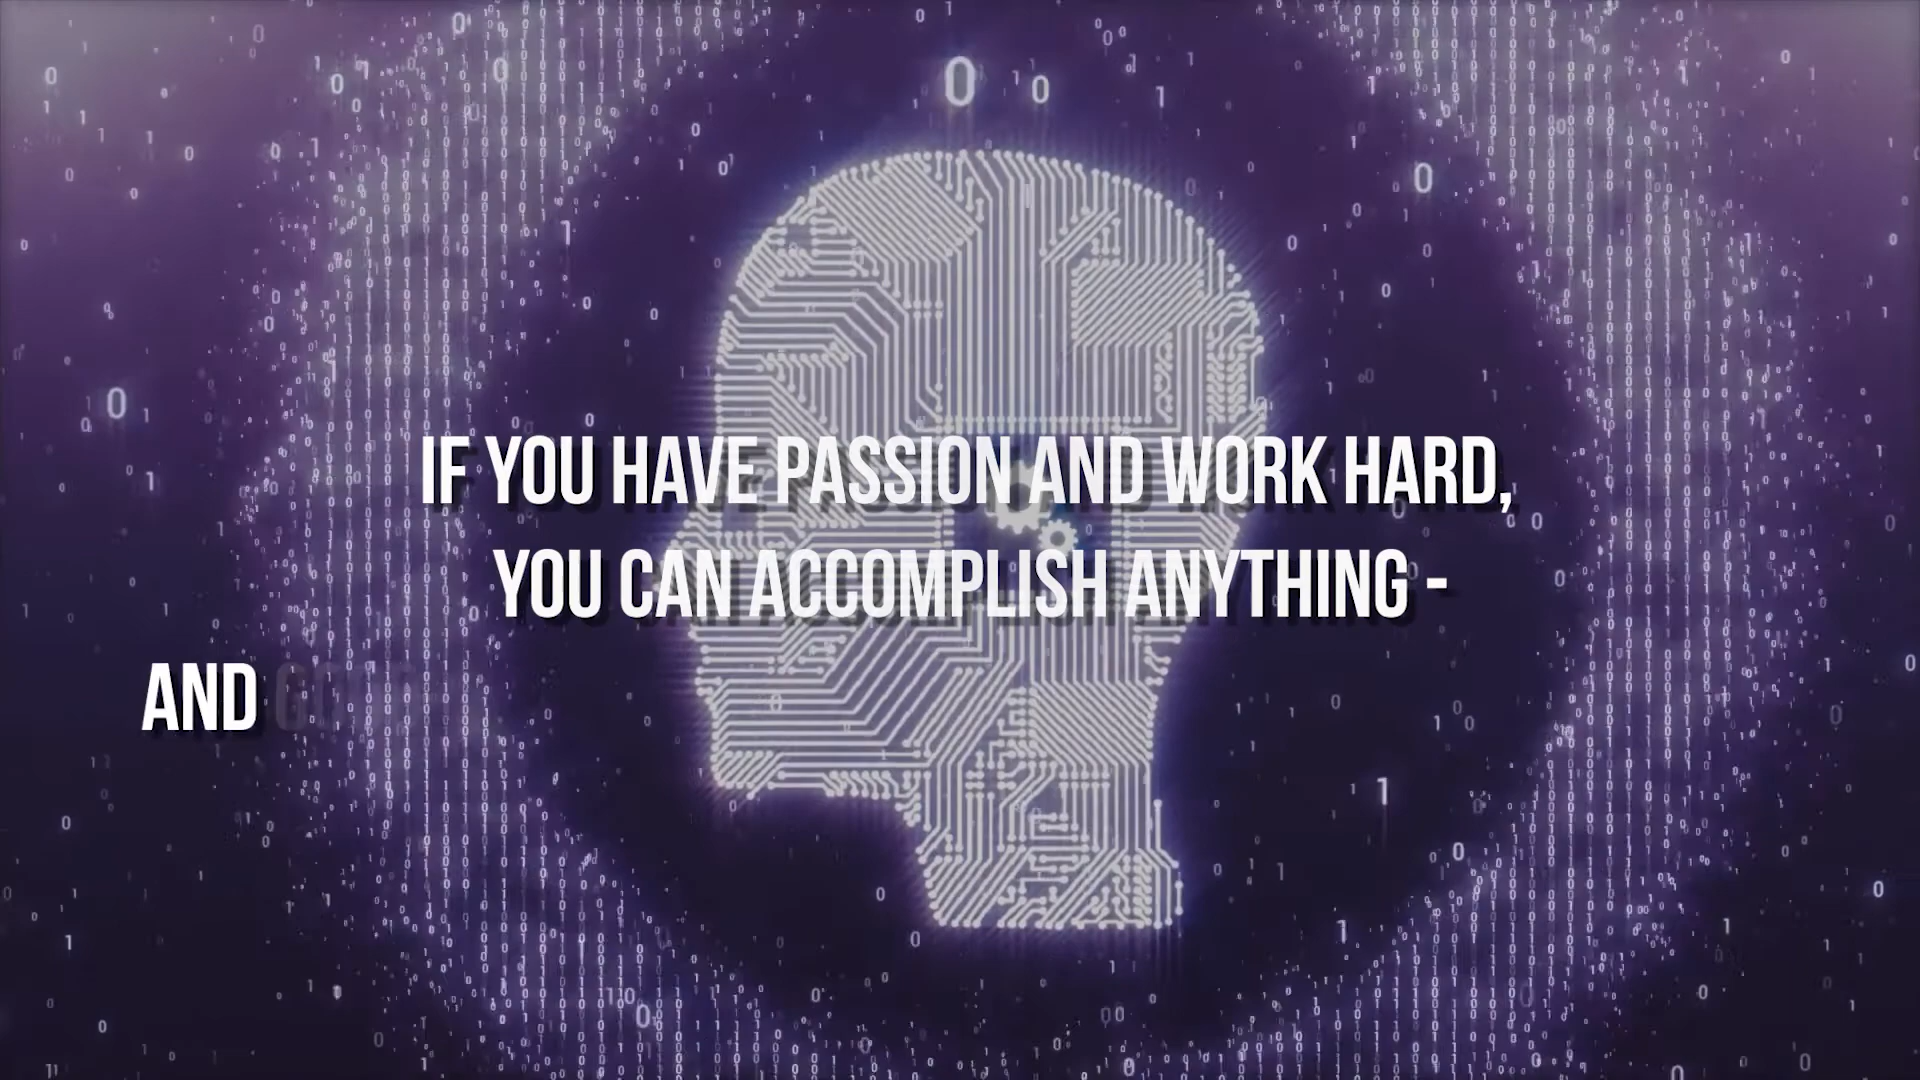 IF YOU HAVE PASSION AND WORK HARD,
YOU CAN ACCOMPLISH ANYTHING -
AND